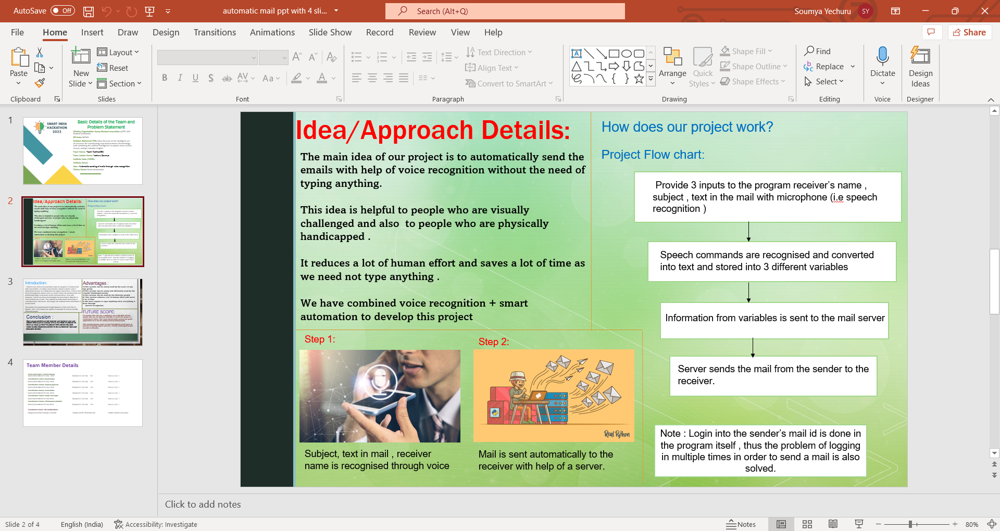 AutoSave Off
automatic mail ppt with 4 sli...
Search (Alt+Q)
Soumya Yechuru SY
File Home Insert Draw Design Transitions Animations Slide Show Record Review View Help
Share
Paste
Clipboard
New Slide
Layout
Reset
Section
Slides
Font
Text Direction
Align Text
Convert to SmartArt
Paragraph
Arrange
Quick Styles
Shape Fill
Shape Outline
Shape Effects
Drawing
Find
Replace
Select
Editing
Dictate
Voice
Design Ideas
Designer
1
SMART INDIA
HACKATHON
2022
Basic Details of the Team and
Problem Statement
2
3
Introduction:
Advantages :
Conclusion :
FUTURE SCOPE:
4
Team Member Details
Idea/Approach Details:
The main idea of our project is to automatically send the
emails with help of voice recognition without the need of
typing anything.
This idea is helpful to people who are visually
challenged and also to people who are physically
handicapped .
It reduces a lot of human effort and saves a lot of time as
we need not type anything .
We have combined voice recognition + smart
automation to develop this project
Step 1:
Subject, text in mail , receiver
name is recognised through voice
Step 2:
Real Python
Mail is sent automatically to the
receiver with help of a server.
How does our project work?
Project Flow chart:
Provide 3 inputs to the program receiver’s name ,
subject , text in the mail with microphone (i.e speech
recognition )
Speech commands are recognised and converted
into text and stored into 3 different variables
Information from variables is sent to the mail server
Server sends the mail from the sender to the
receiver.
Note : Login into the sender’s mail id is done in
the program itself , thus the problem of logging
in multiple times in order to send a mail is also
solved.
Click to add notes
Slide 2 of 4
English (India)
Accessibility: Investigate
Notes
80%